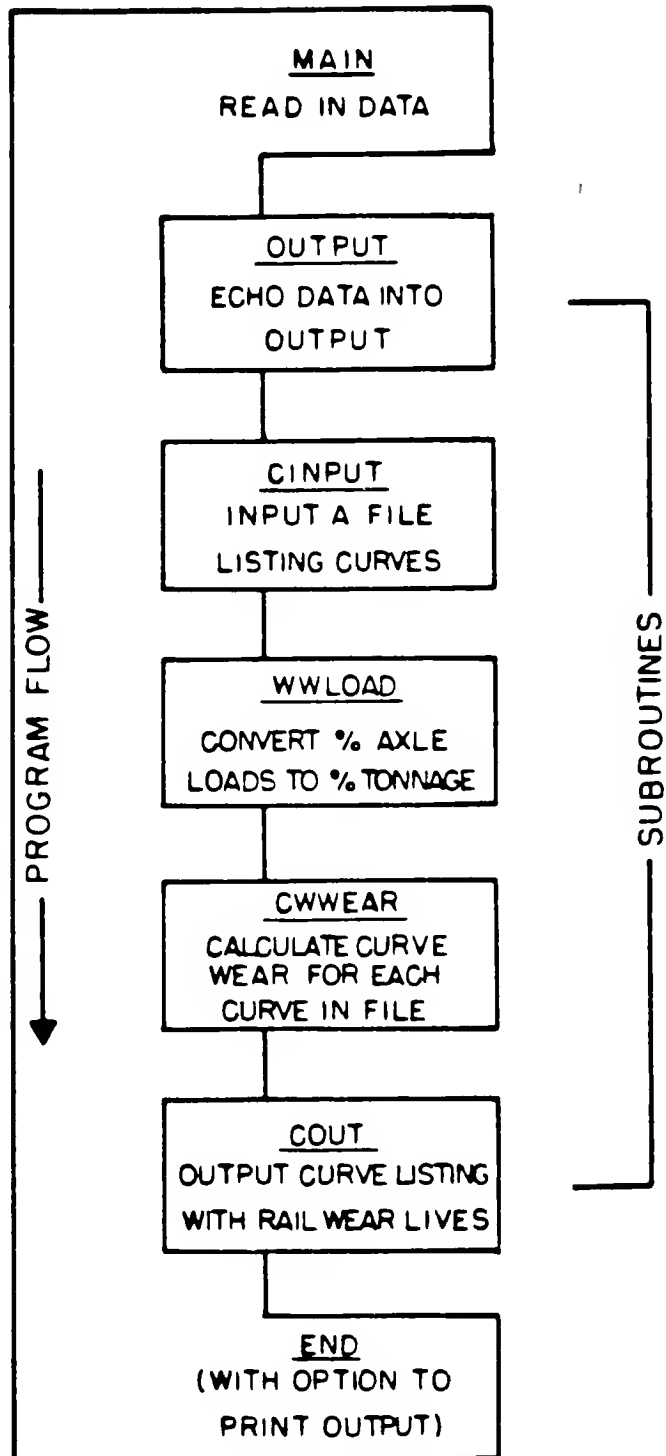 MAIN
READ IN DATA
OUTPUT
ECHO DATA INTO
OUTPUT
CINPUT
INPUT A FILE
LISTING CURVES
WWLOAD
CONVERT % AXLE
LOADS TO % TONNAGE
CWWEAR
CALCULATE CURVE
WEAR FOR EACH
CURVE IN FILE
COUT
OUTPUT CURVE LISTING
WITH RAIL WEAR LIVES
END
(WITH OPTION TO
PRINT OUTPUT)
PROGRAM FLOW
SUBROUTINES